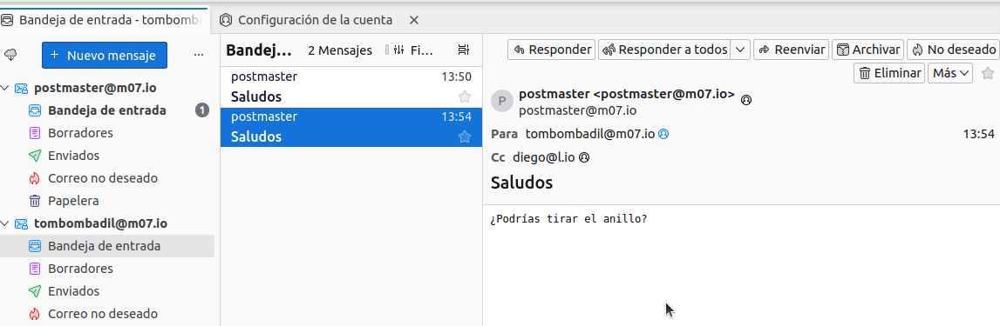 Bandeja de entrada - tombomb
Configuración de la cuenta
+ Nuevo mensaje
postmaster@m07.io
Bandeja de entrada 1
Borradores
Enviados
Correo no deseado
Papelera
tombombadil@m07.io
Bandeja de entrada
Borradores
Enviados
Correo no deseado
Bandej... 2 Mensajes Fi...
postmaster 13:50
Saludos
postmaster 13:54
Saludos
Responder Responder a todos Reenviar Archivar No deseado
Eliminar Más
P
postmaster <postmaster@m07.io>
postmaster@m07.io
Para tombombadil@m07.io 13:54
Cc diego@l.io
Saludos
¿Podrías tirar el anillo?